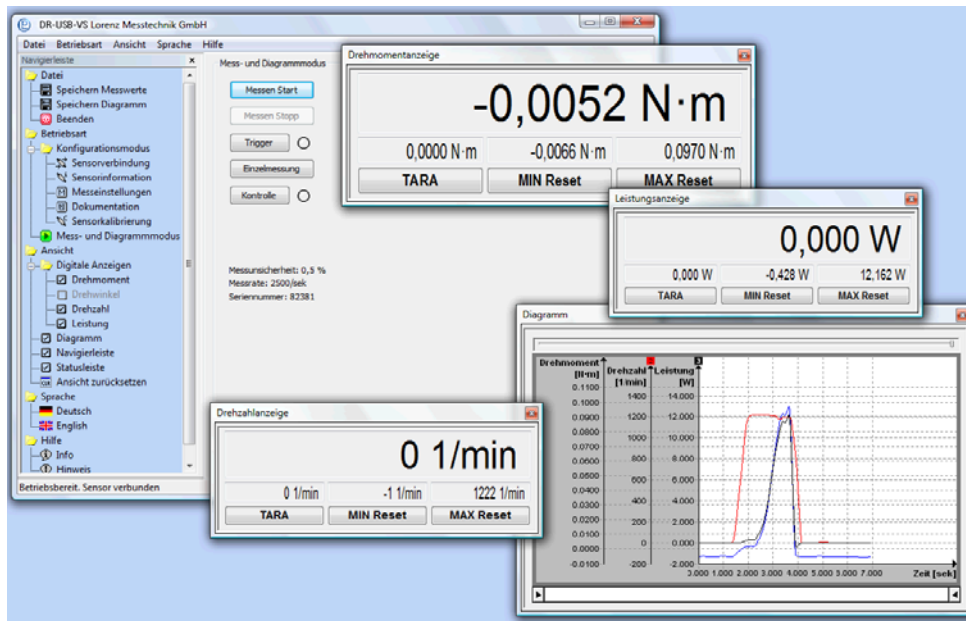 DR-USB-VS Lorenz Messtechnik GmbH
Datei Betriebsart Ansicht Sprache Hilfe
Navigierleiste
Datei
Speichern Messwerte
Speichern Diagramm
Beenden
Betriebsart
Konfigurationsmodus
Sensorverbindung
Sensorinformation
Messeinstellungen
Dokumentation
Sensorkalibrierung
Mess- und Diagrammmodus
Ansicht
Digitale Anzeigen
Drehmoment
Drehwinkel
Drehzahl
Leistung
Diagramm
Navigierleiste
Statusleiste
Ansicht zurücksetzen
Sprache
Deutsch
English
Hilfe
Info
Hinweis
Betriebsbereit. Sensor verbunden
Mess- und Diagrammmodus
Messen Start
Messen Stopp
Trigger
Einzelmessung
Kontrolle
Messunsicherheit: 0,5 %
Messrate: 2500/sek
Seriennummer: 82381
Drehmomentanzeige
-0,0052 N·m
0,0000 N·m -0,0066 N·m 0,0970 N·m
TARA MIN Reset MAX Reset
Leistungsanzeige
0,000 W
0,000 W -0,428 W 12,162 W
TARA MIN Reset MAX Reset
Drehzahlanzeige
0 1/min
0 1/min -1 1/min 1222 1/min
TARA MIN Reset MAX Reset
Diagramm
Drehmoment Drehzahl Leistung
[N·m] [1/min] [W]
0.1100 1400 14.000
0.1000
0.0900 1200 12.000
0.0800
0.0700 1000 10.000
0.0600 800 8.000
0.0500 600 6.000
0.0400
0.0300 400 4.000
0.0200 200 2.000
0.0100
0.0000 0 0.000
-0.0100 -200 -2.000
3.000 1.000 2.000 3.000 4.000 5.000 6.000 7.000 Zeit [sek]